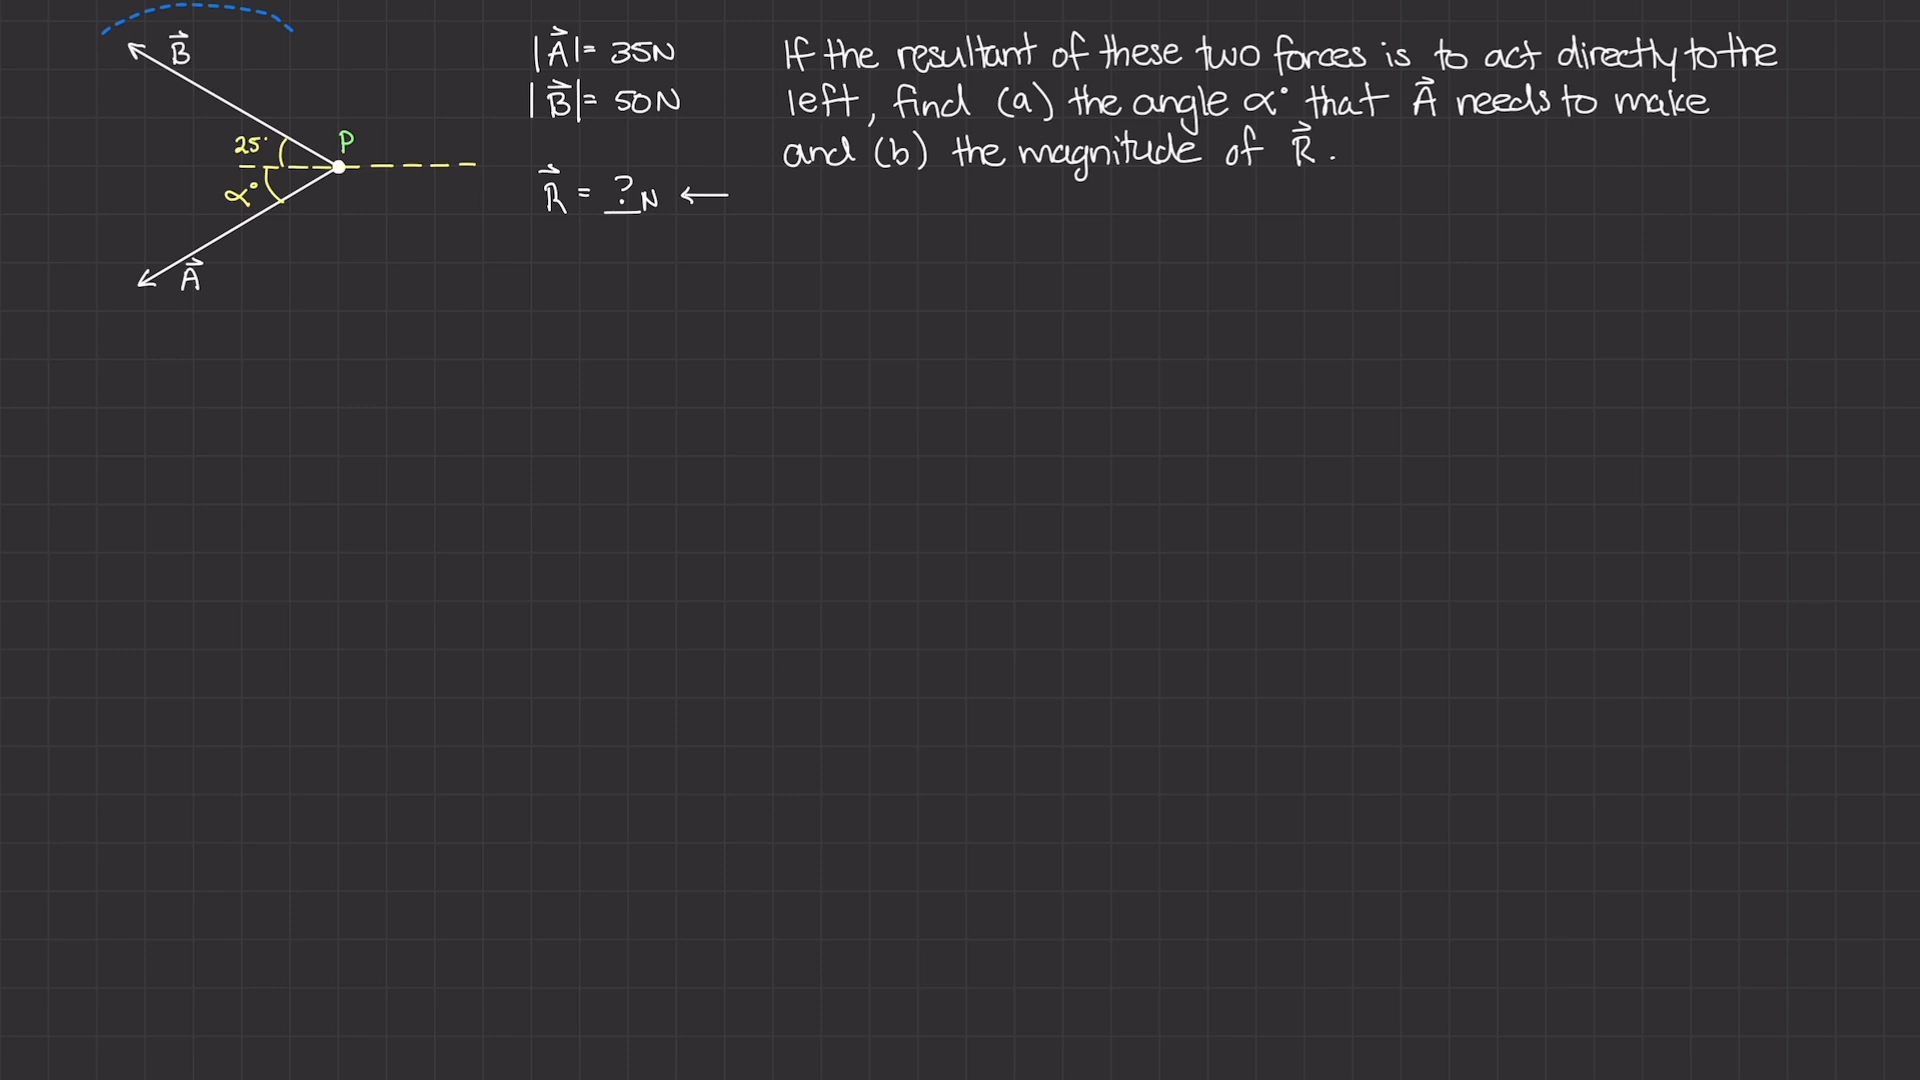 B⃗
|A⃗| = 35N
|B⃗| = 50N
R⃗ = ?N ←
25°
P
α°
A⃗
If the resultant of these two forces is to act directly to the
left, find (a) the angle α° that A⃗ needs to make
and (b) the magnitude of R⃗.